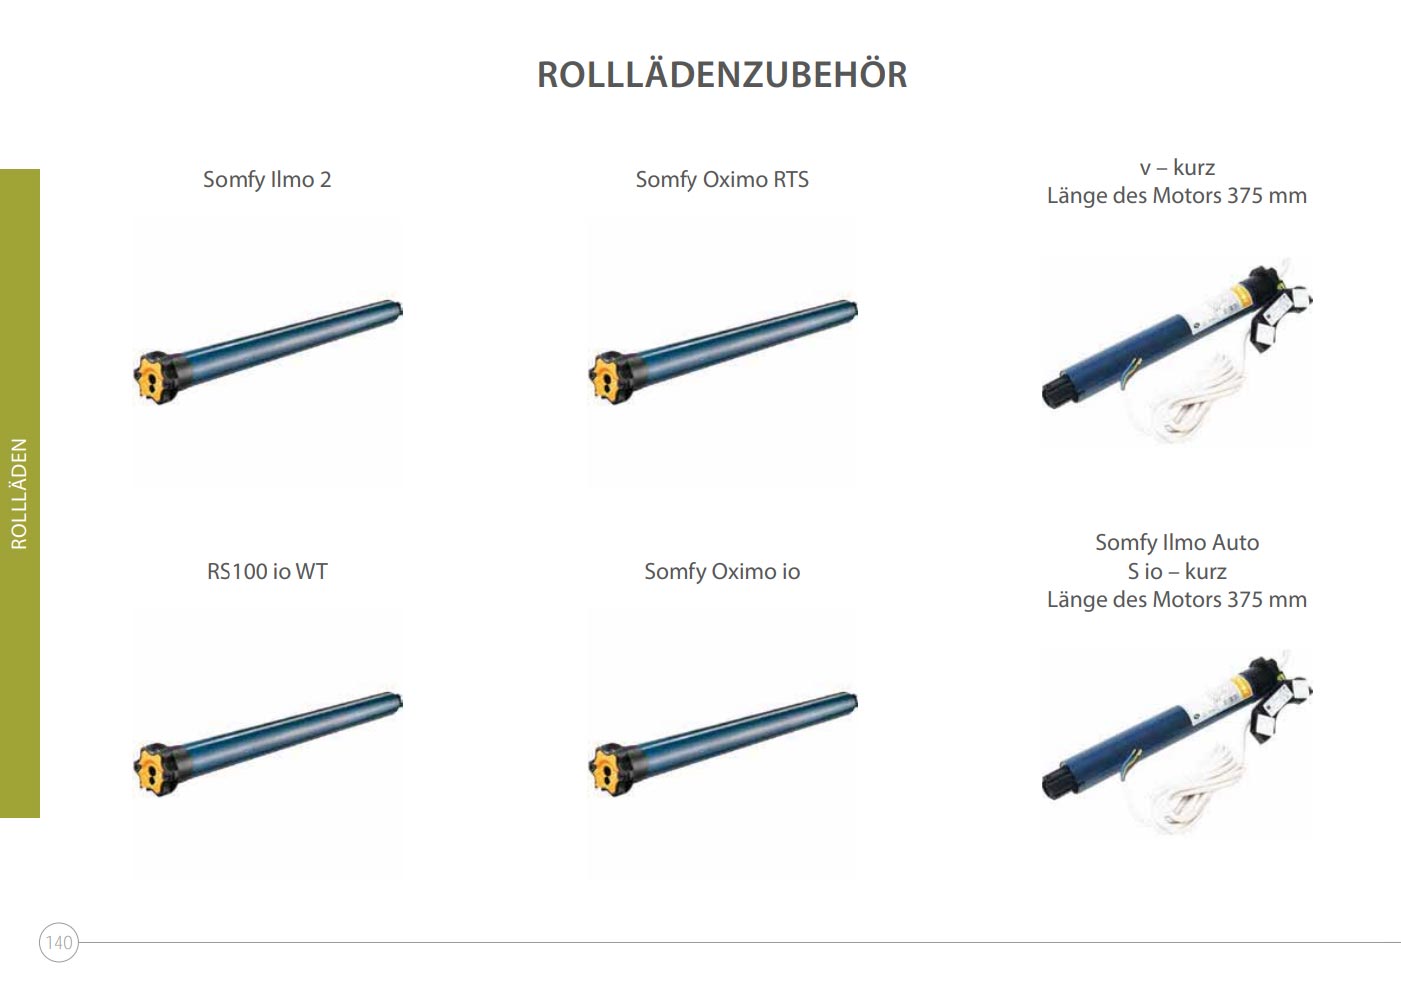 ROLLLÄDENZUBEHÖR
Somfy Ilmo 2
Somfy Oximo RTS
v – kurz
Länge des Motors 375 mm
ROLLLÄDEN
RS100 io WT
Somfy Oximo io
Somfy Ilmo Auto
S io – kurz
Länge des Motors 375 mm
140